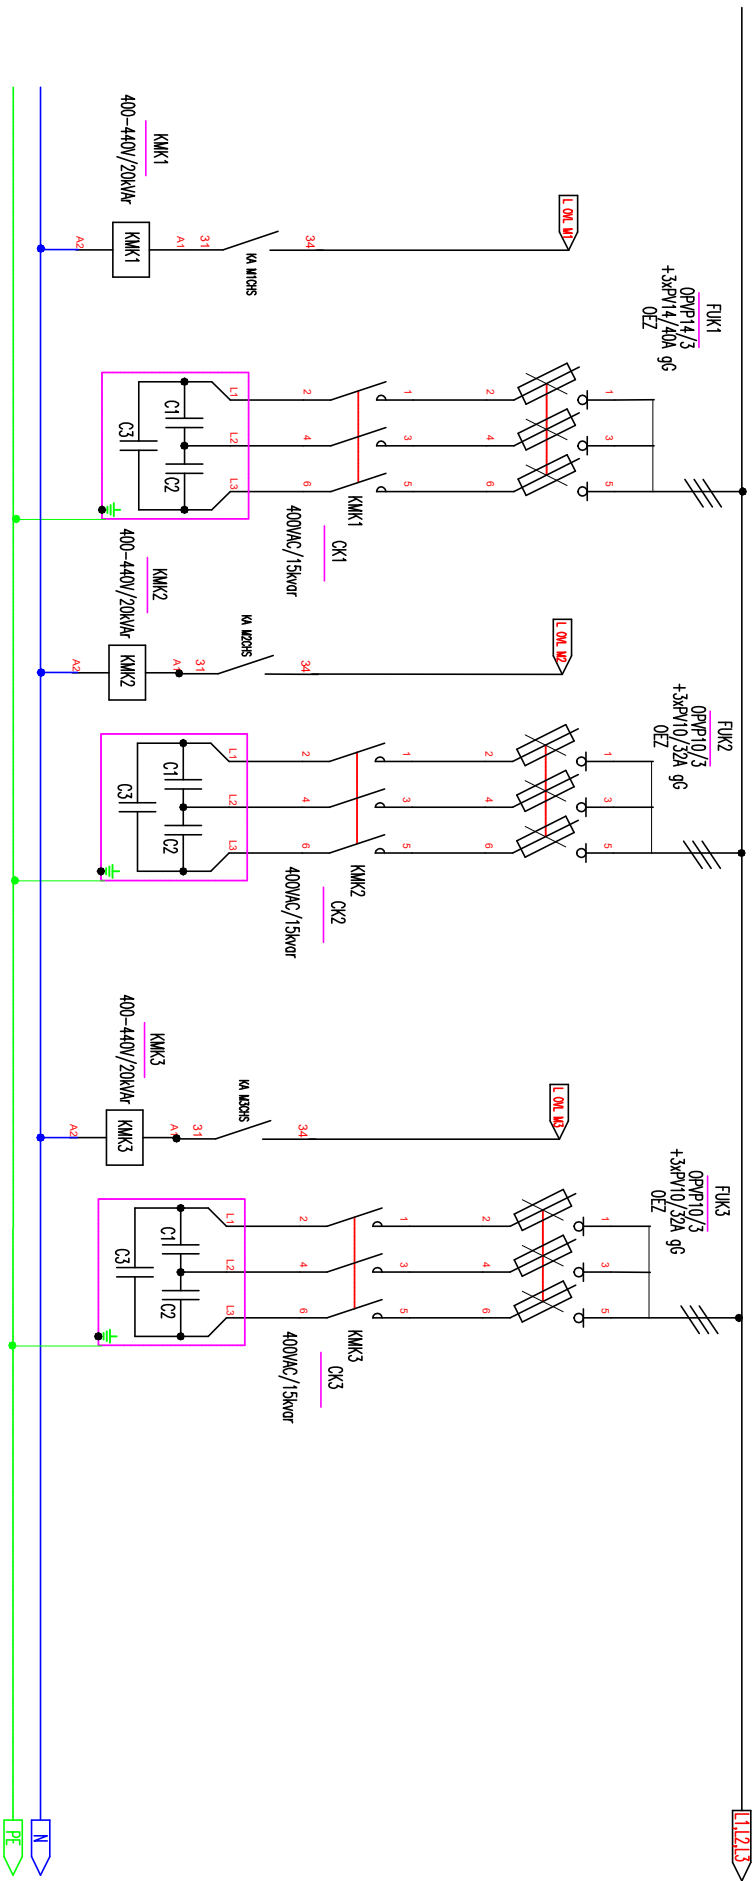 L1,L2,L3
FUK1
OPVP14/3
+3xPV14/40A gG
OEZ
1
3
5
2
4
6
1
3
5
KMK1
2
4
6
CK1
400VAC/15kvar
L1
L2
L3
C1
C2
C3
L OVL M1
34
31
KA M1CHS
A1
KMK1
A2
KMK1
400-440V/20kVAr
FUK2
OPVP10/3
+3xPV10/32A gG
OEZ
1
3
5
2
4
6
1
3
5
KMK2
2
4
6
CK2
400VAC/15kvar
L1
L2
L3
C1
C2
C3
L OVL M2
34
31
KA M2CHS
A1
KMK2
A2
KMK2
400-440V/20kVAr
FUK3
OPVP10/3
+3xPV10/32A gG
OEZ
1
3
5
2
4
6
1
3
5
KMK3
2
4
6
CK3
400VAC/15kvar
L1
L2
L3
C1
C2
C3
L OVL M3
34
31
KA M3CHS
A1
KMK3
A2
KMK3
400-440V/20kVAr
N
PE